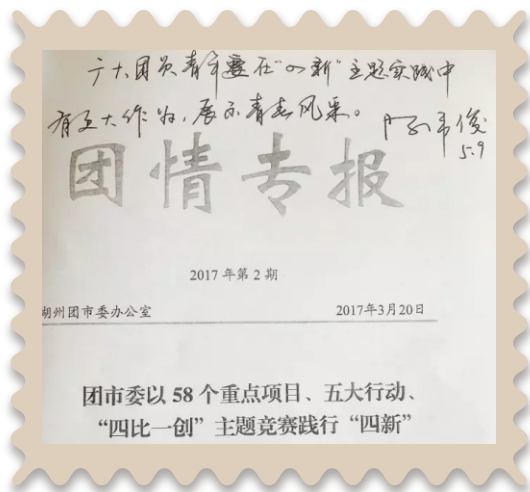 广大团员青年要在“四新”主题实践中
有更大作为，展示青春风采。
5.9
团情专报
2017年第2期
湖州团市委办公室
2017年3月20日
团市委以58个重点项目、五大行动、
“四比一创”主题竞赛践行“四新”